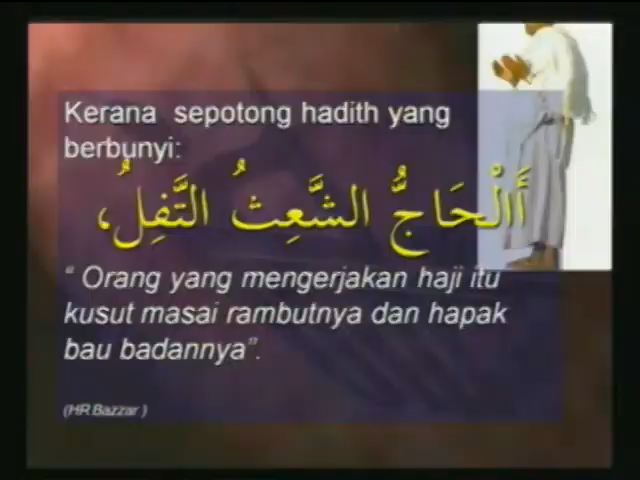 Kerana sepotong hadith yang
berbunyi:
أَالْحَاجُّ الشَّعِثُ التَّفِلُ،
“ Orang yang mengerjakan haji itu
kusut masai rambutnya dan hapak
bau badannya”.
(HR.Bazzar )